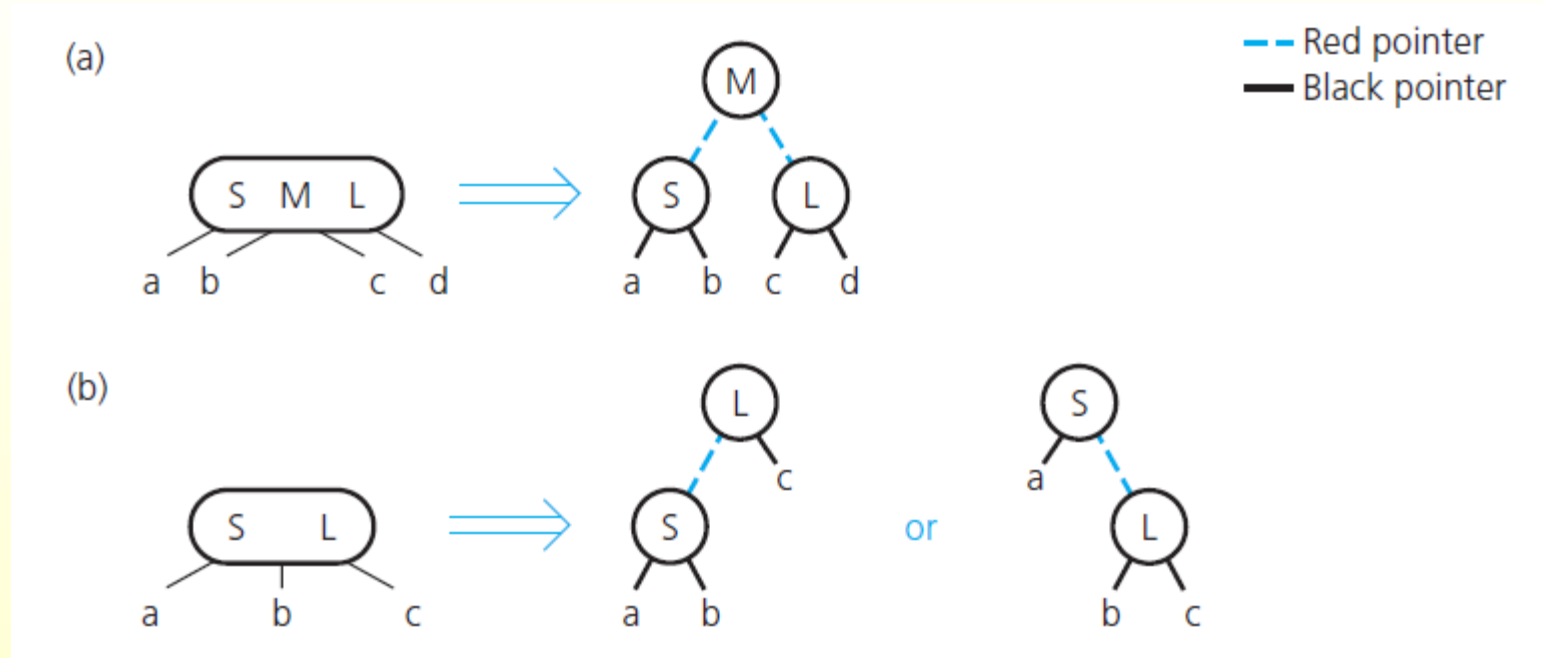 (a)
Red pointer
Black pointer
M
S M L
S L
a b c d
a b c d
(b)
L
S
c
a
S L
S
or
L
a b c
a b
b c